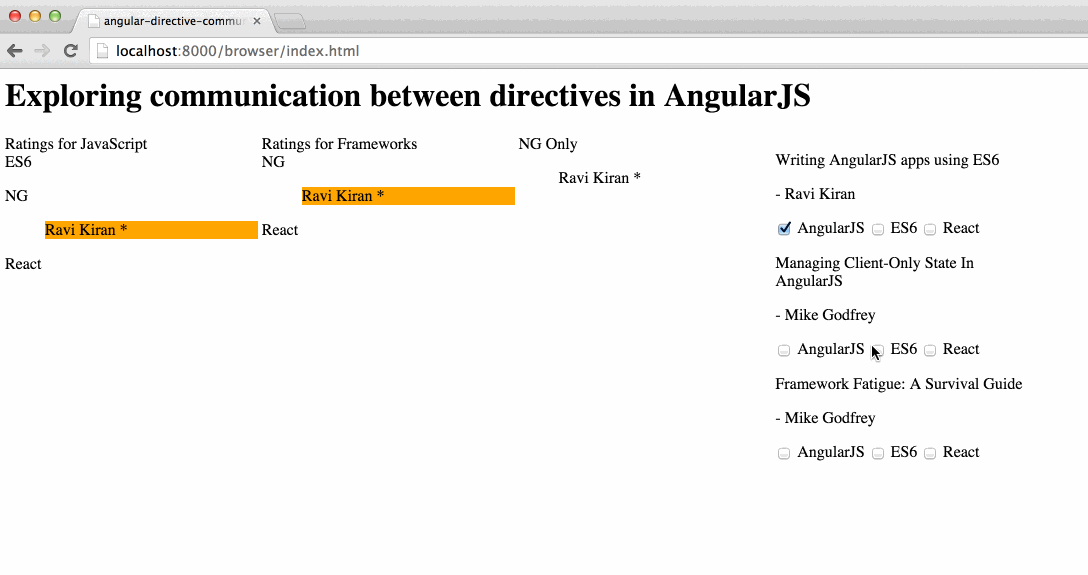 angular-directive-commu
localhost:8000/browser/index.html
Exploring communication between directives in AngularJS
Ratings for JavaScript
ES6
NG
Ravi Kiran *
React
Ratings for Frameworks
NG
Ravi Kiran *
React
NG Only
Ravi Kiran *
Writing AngularJS apps using ES6
- Ravi Kiran
AngularJS ES6 React
Managing Client-Only State In
AngularJS
- Mike Godfrey
AngularJS ES6 React
Framework Fatigue: A Survival Guide
- Mike Godfrey
AngularJS ES6 React